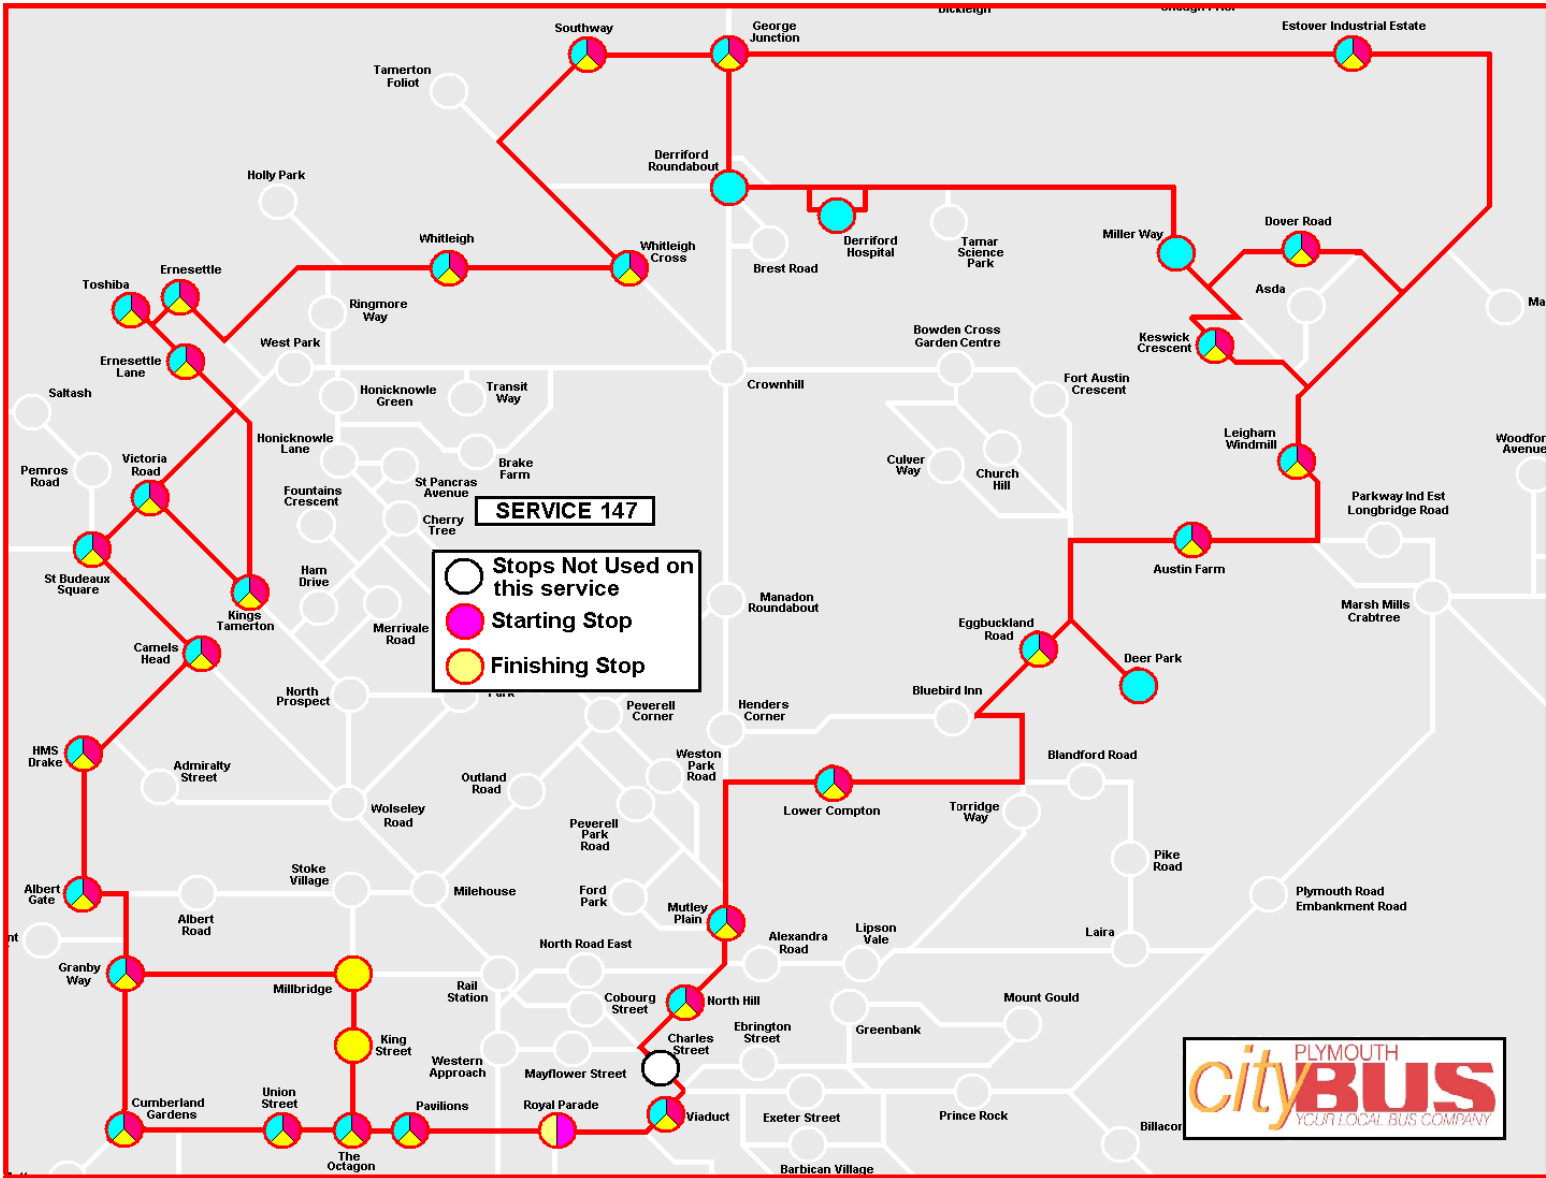 Southway
George
Junction
Estover Industrial Estate
Tamerton
Foliot
Derriford
Roundabout
Holly Park
Whitleigh
Whitleigh
Cross
Derriford
Hospital
Brest Road
Tamar
Science
Park
Miller Way
Dover Road
Asda
Ma
Toshiba
Ernesettle
Ringmore
Way
West Park
Ernesettle
Lane
Saltash
Honicknowle
Green
Transit
Way
Crownhill
Bowden Cross
Garden Centre
Fort Austin
Crescent
Keswick
Crescent
Leigham
Windmill
Woodfor
Avenue
Pemros
Road
Victoria
Road
Honicknowle
Lane
Brake
Farm
St Pancras
Avenue
Fountains
Crescent
Cherry
Tree
Culver
Way
Church
Hill
SERVICE 147
Stops Not Used on
this service
Starting Stop
Finishing Stop
Parkway Ind Est
Longbridge Road
Austin Farm
Marsh Mills
Crabtree
St Budeaux
Square
Ham
Drive
Kings
Tamerton
Merrivale
Road
Manadon
Roundabout
Eggbuckland
Road
Deer Park
Camels
Head
North
Prospect
Park
Peverell
Corner
Henders
Corner
Bluebird Inn
HMS
Drake
Admiralty
Street
Wolseley
Road
Outland
Road
Weston
Park
Road
Peverell
Park
Road
Lower Compton
Blandford Road
Torridge
Way
Pike
Road
Albert
Gate
Albert
Road
Stoke
Village
Milehouse
Ford
Park
Mutley
Plain
Alexandra
Road
Lipson
Vale
Laira
Plymouth Road
Embankment Road
nt
Granby
Way
Millbridge
Rail
Station
North Road East
Cobourg
Street
North Hill
Greenbank
Mount Gould
King
Street
Western
Approach
Mayflower Street
Charles
Street
Ebrington
Street
Cumberland
Gardens
Union
Street
The
Octagon
Pavilions
Royal Parade
Viaduct
Exeter Street
Prince Rock
Billacor
Barbican Village
PLYMOUTH
cityBUS
YOUR LOCAL BUS COMPANY